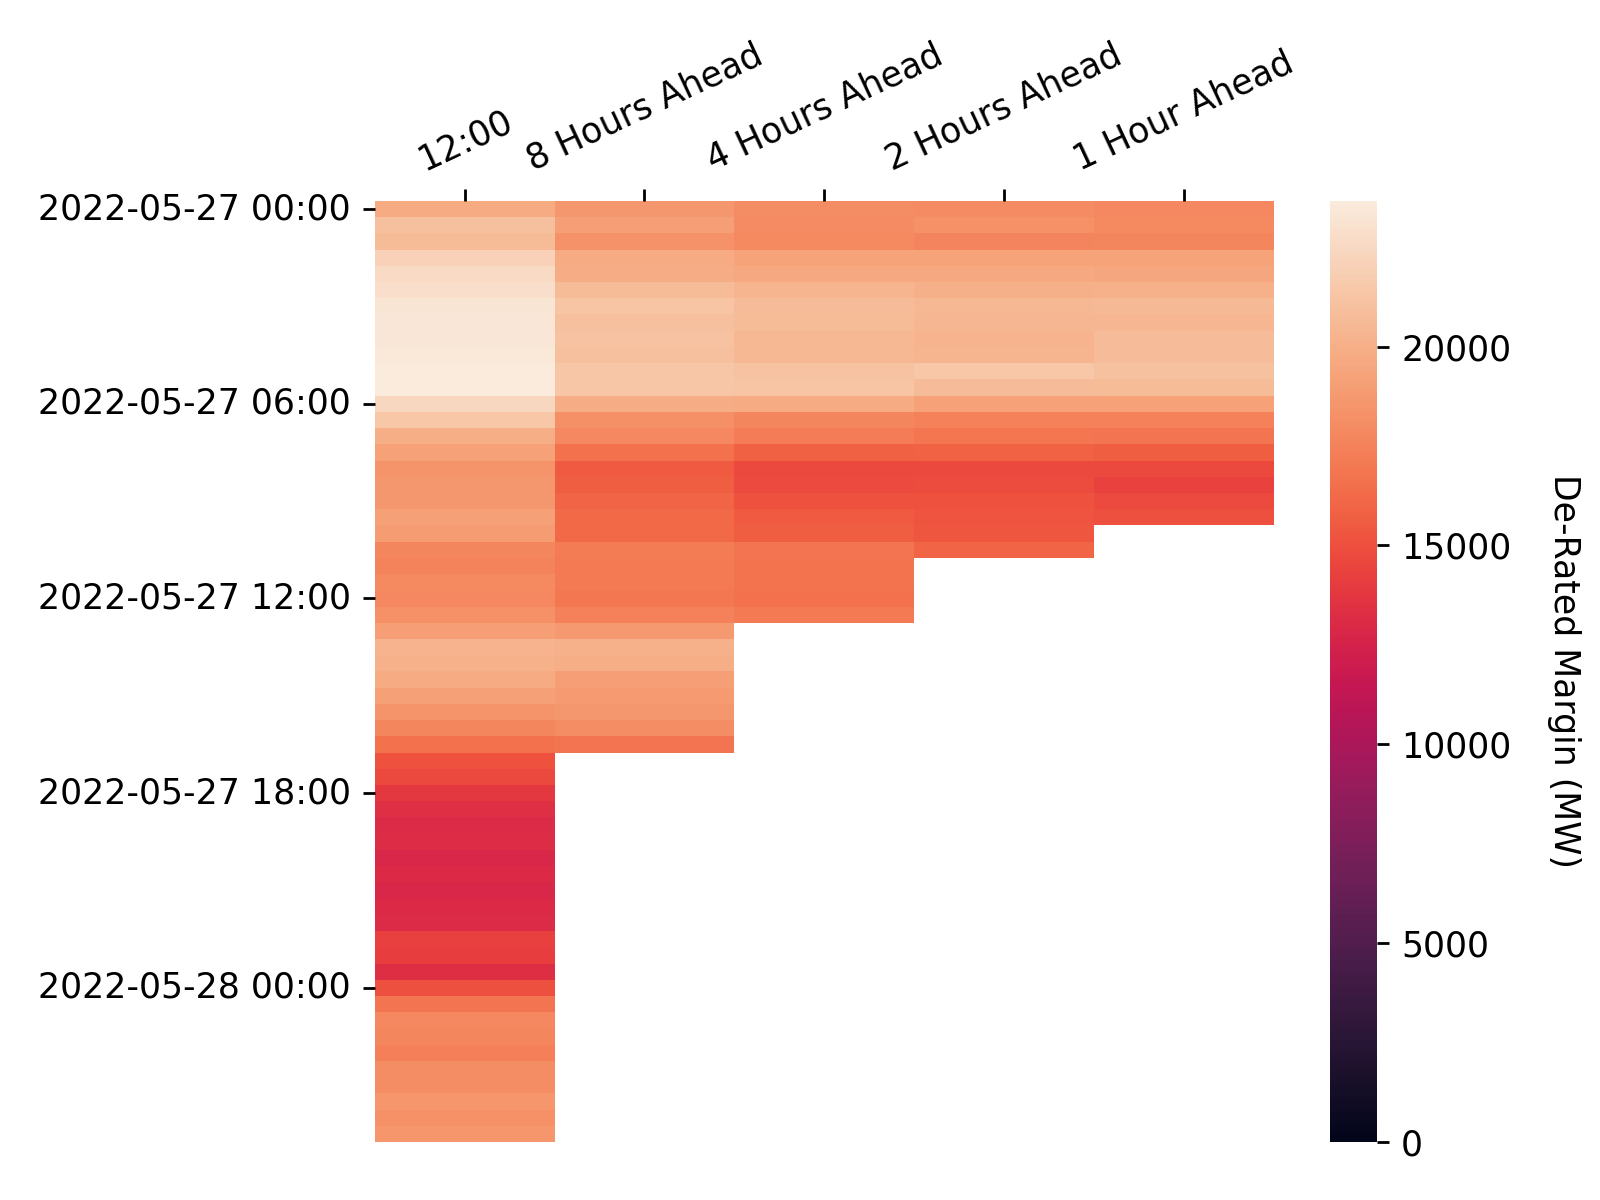 12:00
8 Hours Ahead
4 Hours Ahead
2 Hours Ahead
1 Hour Ahead
2022-05-27 00:00
2022-05-27 06:00
2022-05-27 12:00
2022-05-27 18:00
2022-05-28 00:00
20000
15000
10000
5000
0
De-Rated Margin (MW)